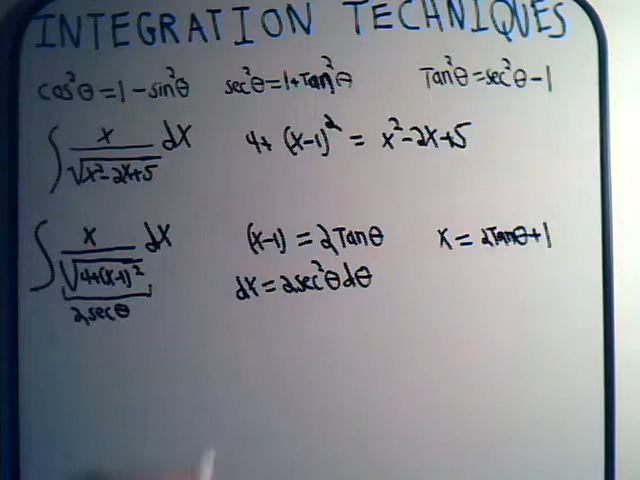 INTEGRATION TECHNIQUES
cos²θ = 1 - sin²θ sec²θ = 1 + Tan²θ Tan²θ = sec²θ - 1
∫ x/√(x²-2x+5) dx 4+(x-1)² = x²-2x+5
∫ x/√(4+(x-1)²) dx (x-1) = 2Tanθ x = 2Tanθ+1
2secθ dx = 2sec²θdθ